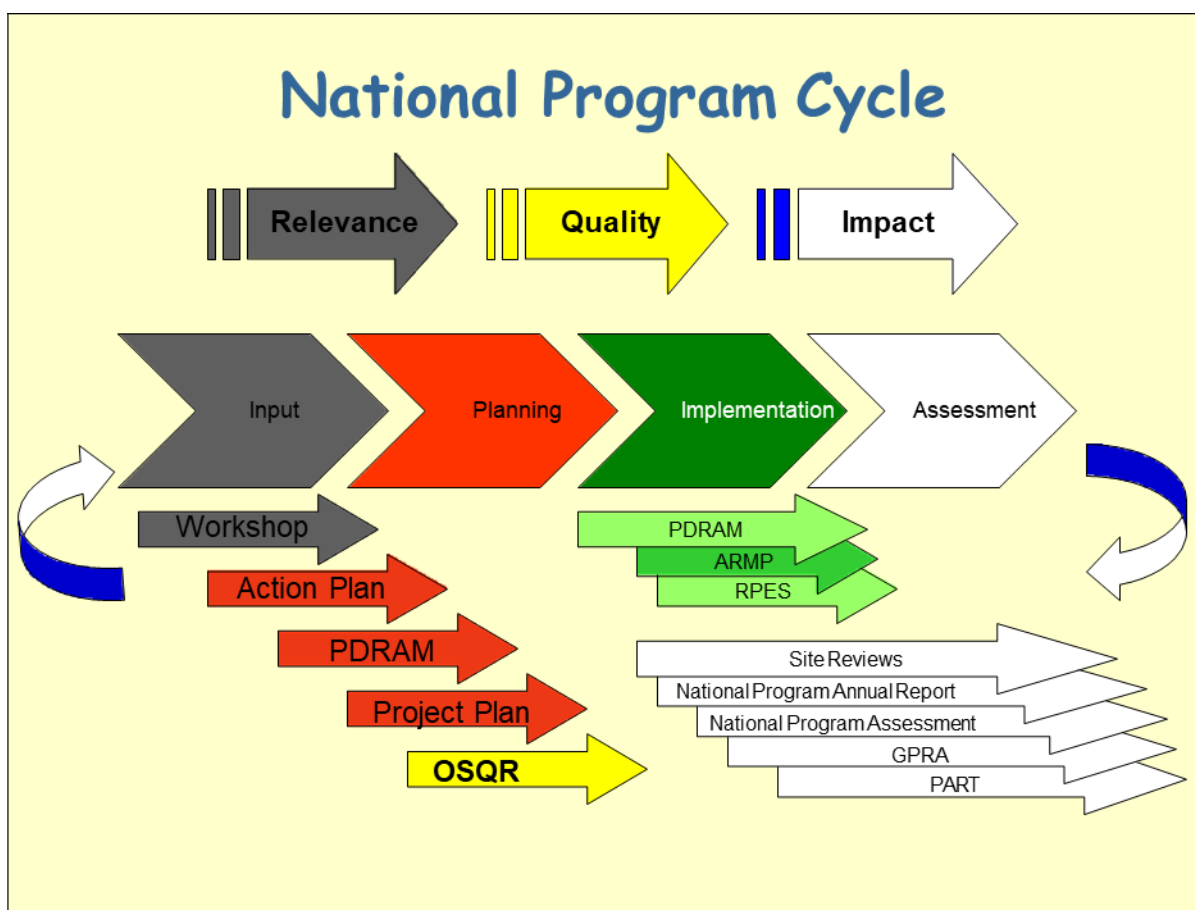 National Program Cycle
Relevance
Quality
Impact
Input
Planning
Implementation
Assessment
Workshop
Action Plan
PDRAM
Project Plan
OSQR
PDRAM
ARMP
RPES
Site Reviews
National Program Annual Report
National Program Assessment
GPRA
PART